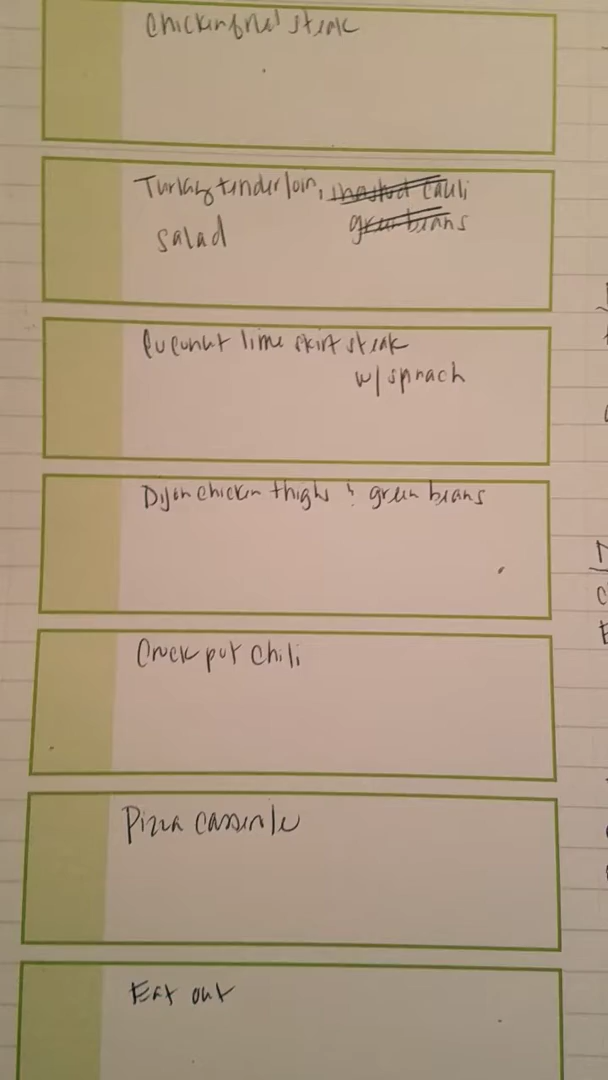 Chicken fried steak
Turkey tenderloin, mashed cauli
salad green beans
Coconut lime skirt steak
w/ spinach
Dijon chicken thighs & green beans
Crock pot chili
Pizza casserole
Eat out